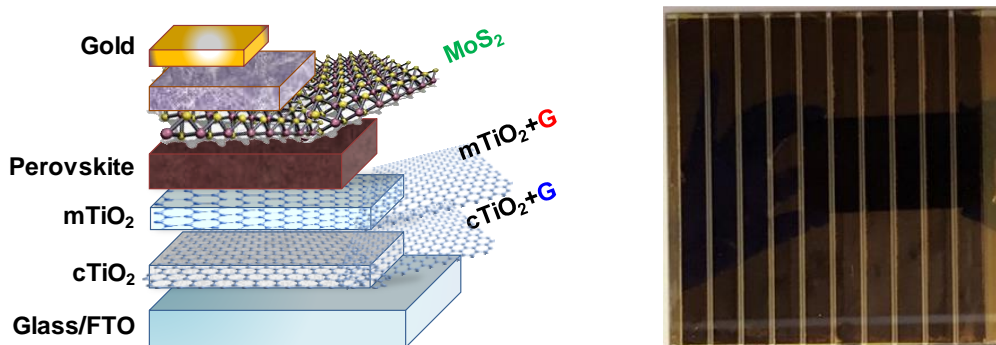 Gold
MoS₂
Perovskite
mTiO₂+G
mTiO₂
cTiO₂+G
cTiO₂
Glass/FTO